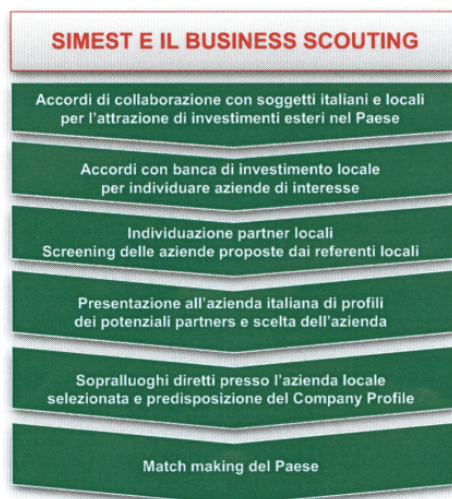 SIMEST E IL BUSINESS SCOUTING
Accordi di collaborazione con soggetti italiani e locali
per l'attrazione di investimenti esteri nel Paese
Accordi con banca di investimento locale
per individuare aziende di interesse
Individuazione partner locali
Screening delle aziende proposte dai referenti locali
Presentazione all'azienda italiana di profili
dei potenziali partners e scelta dell'azienda
Sopralluoghi diretti presso l'azienda locale
selezionata e predisposizione del Company Profile
Match making del Paese